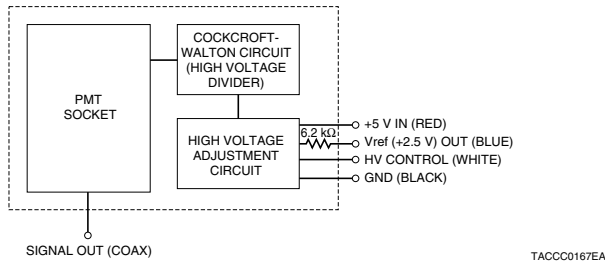 COCKCROFT-
WALTON CIRCUIT
(HIGH VOLTAGE
DIVIDER)
PMT
SOCKET
HIGH VOLTAGE
ADJUSTMENT
CIRCUIT
6.2 kΩ
+5 V IN (RED)
Vref (+2.5 V) OUT (BLUE)
HV CONTROL (WHITE)
GND (BLACK)
SIGNAL OUT (COAX)
TACCC0167EA